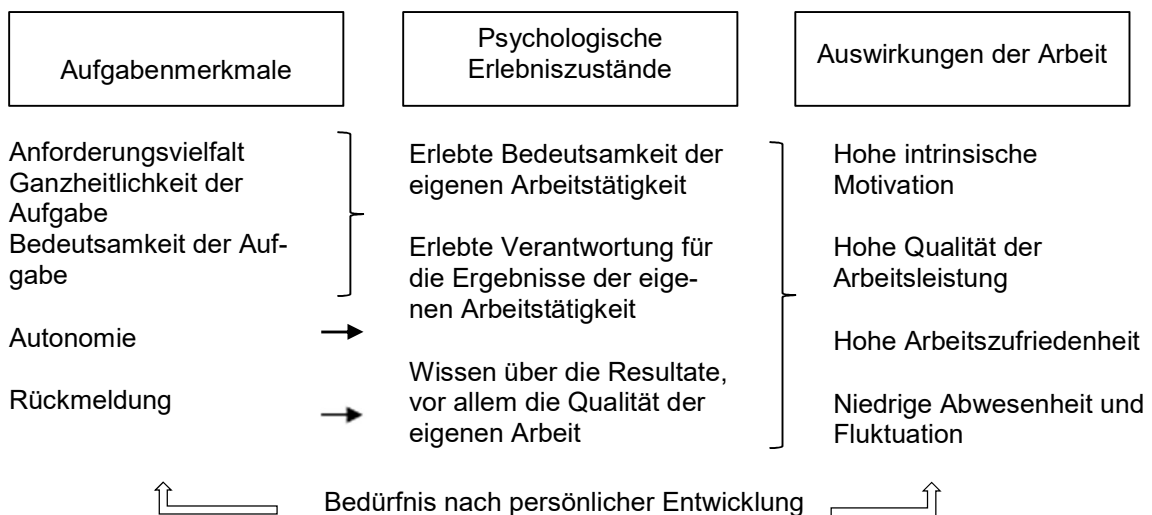 Aufgabenmerkmale
Psychologische
Erlebniszustände
Auswirkungen der Arbeit
Anforderungsvielfalt
Ganzheitlichkeit der
Aufgabe
Bedeutsamkeit der Auf-
gabe
Autonomie
Rückmeldung
Erlebte Bedeutsamkeit der
eigenen Arbeitstätigkeit
Erlebte Verantwortung für
die Ergebnisse der eige-
nen Arbeitstätigkeit
Wissen über die Resultate,
vor allem die Qualität der
eigenen Arbeit
Hohe intrinsische
Motivation
Hohe Qualität der
Arbeitsleistung
Hohe Arbeitszufriedenheit
Niedrige Abwesenheit und
Fluktuation
Bedürfnis nach persönlicher Entwicklung